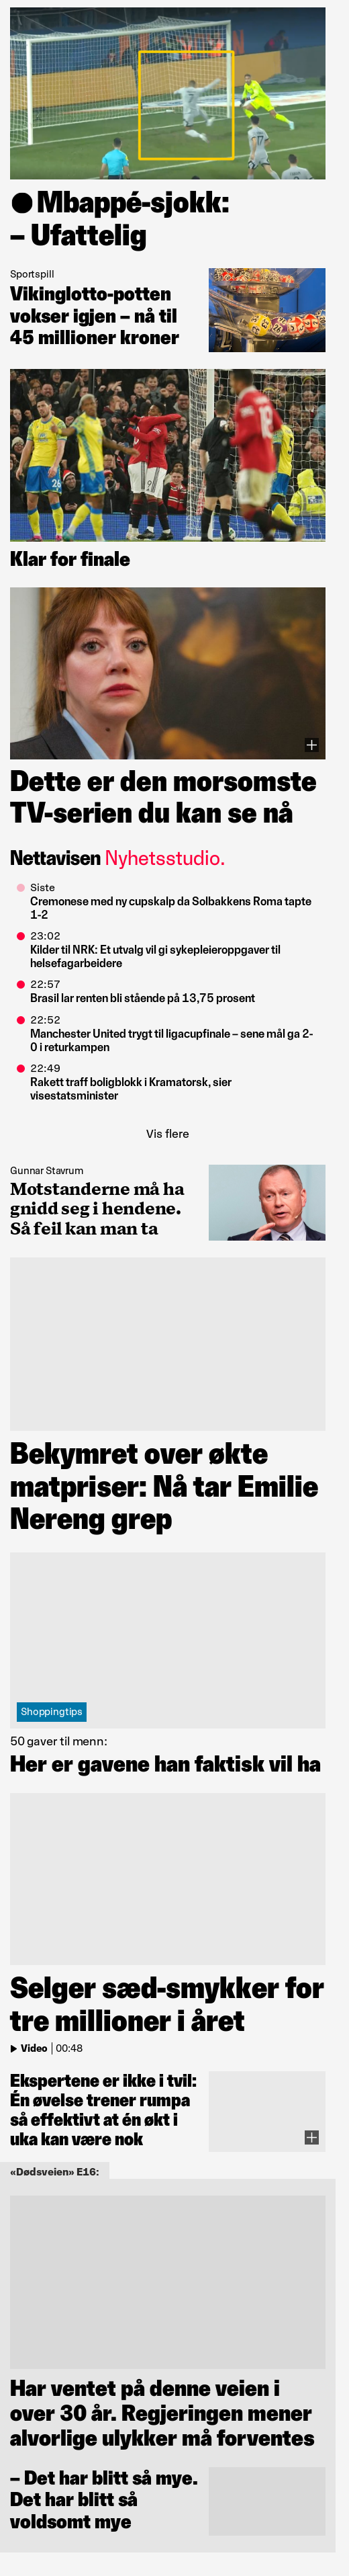 Mbappé-sjokk:
– Ufattelig
Sportspill
Vikinglotto-potten
vokser igjen – nå til
45 millioner kroner
Klar for finale
Dette er den morsomste
TV-serien du kan se nå
Nettavisen Nyhetsstudio.
Siste
Cremonese med ny cupskalp da Solbakkens Roma tapte
1-2
23:02
Kilder til NRK: Et utvalg vil gi sykepleieroppgaver til
helsefagarbeidere
22:57
Brasil lar renten bli stående på 13,75 prosent
22:52
Manchester United trygt til ligacupfinale – sene mål ga 2-
0 i returkampen
22:49
Rakett traff boligblokk i Kramatorsk, sier
visestatsminister
Vis flere
Gunnar Stavrum
Motstanderne må ha
gnidd seg i hendene.
Så feil kan man ta
Bekymret over økte
matpriser: Nå tar Emilie
Nereng grep
Shoppingtips
50 gaver til menn:
Her er gavene han faktisk vil ha
Selger sæd-smykker for
tre millioner i året
Video | 00:48
Ekspertene er ikke i tvil:
Én øvelse trener rumpa
så effektivt at én økt i
uka kan være nok
«Dødsveien» E16:
Har ventet på denne veien i
over 30 år. Regjeringen mener
alvorlige ulykker må forventes
– Det har blitt så mye.
Det har blitt så
voldsomt mye